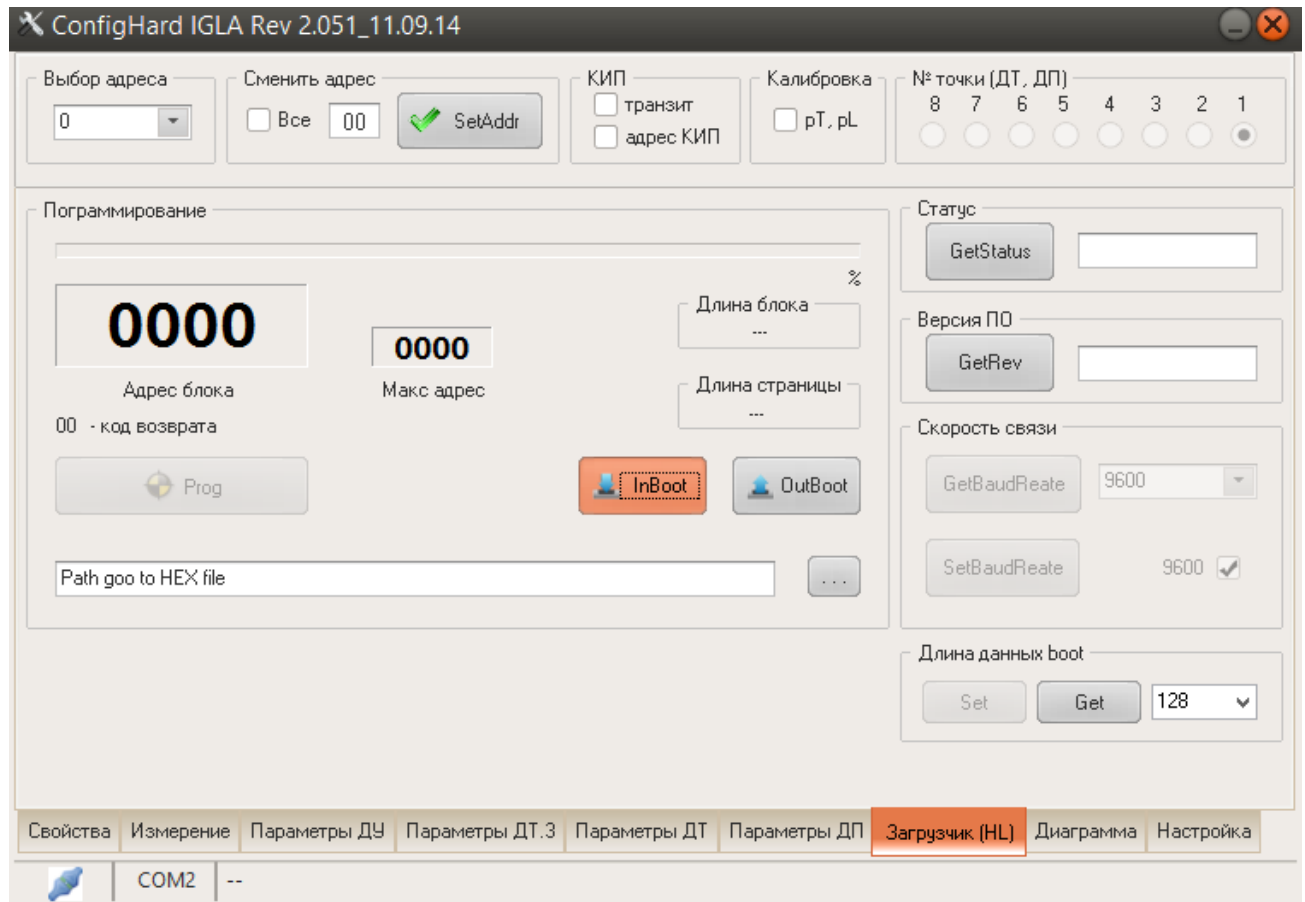 ConfigHard IGLA Rev 2.051_11.09.14
Выбор адреса
0
Сменить адрес
Все 00 SetAddr
КИП
транзит
адрес КИП
Калибровка
pT, pL
№ точки (ДТ, ДП)
8 7 6 5 4 3 2 1
Пограммирование
%
0000
Адрес блока
0000
Макс адрес
Длина блока
---
Длина страницы
---
00 - код возврата
Prog
InBoot
OutBoot
Path goo to HEX file
...
Статус
GetStatus
Версия ПО
GetRev
Скорость связи
GetBaudReate 9600
SetBaudReate 9600
Длина данных boot
Set Get 128
Свойства Измерение Параметры ДУ Параметры ДТ.3 Параметры ДТ Параметры ДП Загрузчик (HL) Диаграмма Настройка
COM2 --